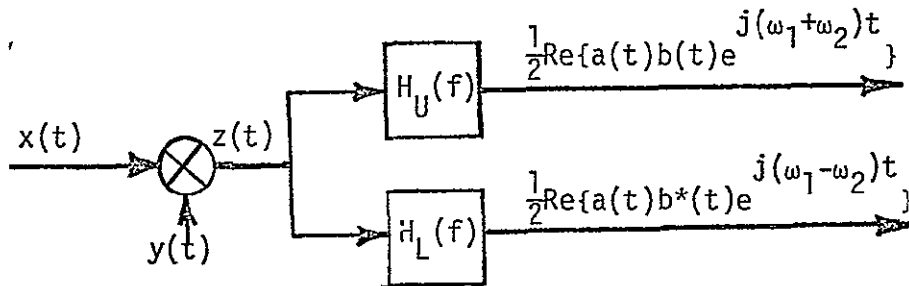 ½Re{a(t)b(t)e^j(ω₁+ω₂)t}
H_U(f)
x(t)
z(t)
½Re{a(t)b*(t)e^j(ω₁-ω₂)t}
H_L(f)
y(t)